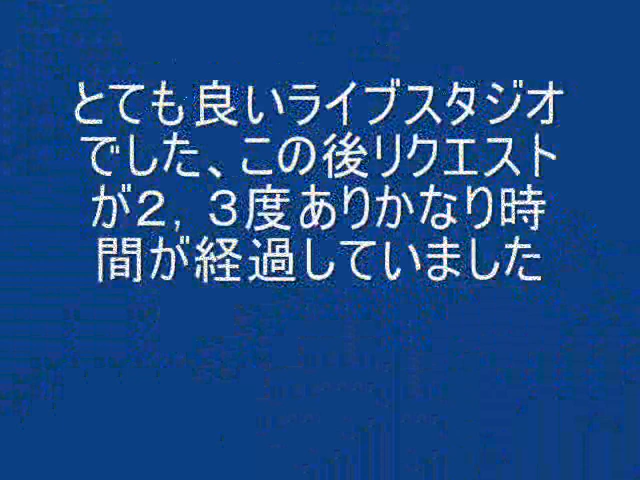 とても良いライブスタジオ
でした、この後リクエスト
が２，３度ありかなり時
間が経過していました